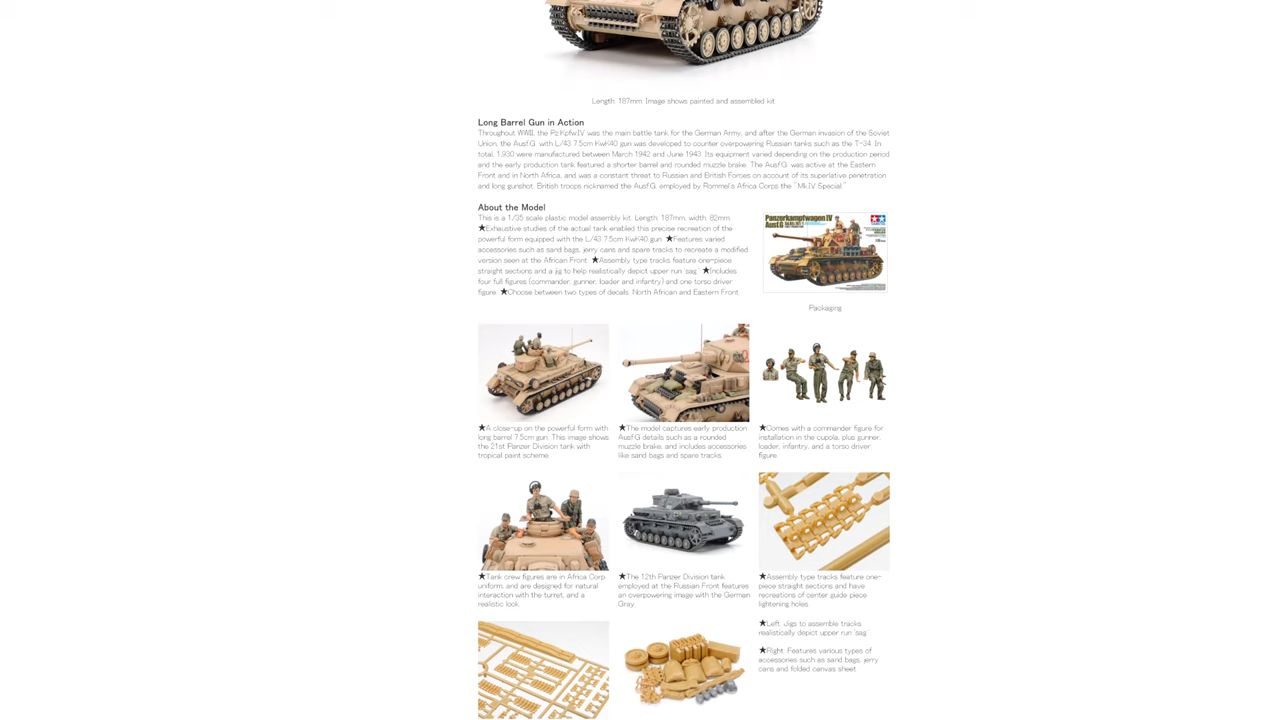 Length: 187mm. Image shows painted and assembled kit.
Long Barrel Gun in Action
Throughout WWII, the Pz.Kpfw.IV was the main battle tank for the German Army, and after the German invasion of the Soviet
Union, the Ausf.G. with L/43 7.5cm KwK40 gun was developed to counter overpowering Russian tanks such as the T-34. In
total, 1,930 were manufactured between March 1942 and June 1943. Its equipment varied depending on the production period
and the early production tank featured a shorter barrel and rounded muzzle brake. The Ausf.G. was active at the Eastern
Front and in North Africa, and was a constant threat to Russian and British Forces on account of its superlative penetration
and long gunshot. British troops nicknamed the Ausf.G. employed by Rommel's Africa Corps the "Mk.IV Special."
About the Model
This is a 1/35 scale plastic model assembly kit. Length: 187mm, width: 82mm.
★Exhaustive studies of the actual tank enabled this precise recreation of the
powerful form equipped with the L/43 7.5cm KwK40 gun. ★Features varied
accessories such as sand bags, jerry cans and spare tracks to recreate a modified
version seen at the African Front. ★Assembly type tracks feature one-piece
straight sections and a jig to help realistically depict upper run 'sag.' ★Includes
four full figures (commander, gunner, loader and infantry) and one torso driver
figure. ★Choose between two types of decals, North African and Eastern Front.
Panzerkampfwagen IV
Ausf.G
TAMIYA
Packaging
★A close-up on the powerful form with
long barrel 7.5cm gun. This image shows
the 21st Panzer Division tank with
tropical paint scheme.
★The model captures early production
Ausf.G details such as a rounded
muzzle brake, and includes accessories
like sand bags and spare tracks.
★Comes with a commander figure for
installation in the cupola, plus gunner,
loader, infantry, and a torso driver
figure.
★Tank crew figures are in Africa Corp
uniform, and are designed for natural
interaction with the turret, and a
realistic look.
★The 12th Panzer Division tank
employed at the Russian Front features
an overpowering image with the German
Gray.
★Assembly type tracks feature one-
piece straight sections and have
recreations of center guide piece
lightening holes.
★Left: Jigs to assemble tracks
realistically depict upper run 'sag.'
★Right: Features various types of
accessories such as sand bags, jerry
cans and folded canvas sheet.